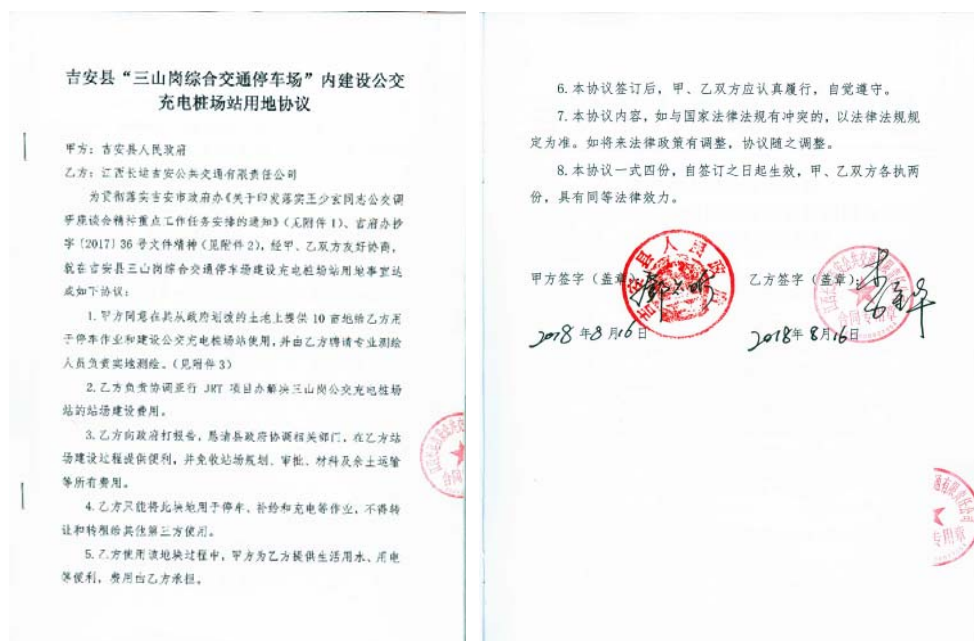 吉安县“三山岗综合交通停车场”内建设公交
充电桩场站用地协议
甲方：吉安县人民政府
乙方：江西长运吉安公共交通有限责任公司
为贯彻落实吉安市政府办《关于印发落实王少玄同志公交调
研座谈会精神重点工作任务安排的通知》（见附件1）、吉府办抄
字〔2017〕36号文件精神（见附件2），经甲、乙双方友好协商，
就在吉安县三山岗综合交通停车场建设充电桩场站用地事宜达
成如下协议：
1.甲方同意在其从政府划拨的土地上提供10亩地给乙方用
于停车作业和建设公交充电桩场站使用，并由乙方聘请专业测绘
人员负责实地测绘。（见附件3）
2.乙方负责协调亚行 JRT 项目办解决三山岗公交充电桩场
站的站场建设费用。
3.乙方向政府打报告，恳请县政府协调相关部门，在乙方站
场建设过程提供便利，并免收站场规划、审批、材料及余土运输
等所有费用。
4.乙方只能将此块地用于停车、补给和充电等作业，不得转
让和转租给其他第三方使用。
5.乙方使用该地块过程中，甲方为乙方提供生活用水、用电
等便利，费用由乙方承担。
6.本协议签订后，甲、乙双方应认真履行，自觉遵守。
7.本协议内容，如与国家法律法规有冲突的，以法律法规规
定为准。如将来法律政策有调整，协议随之调整。
8.本协议一式四份，自签订之日起生效，甲、乙双方各执两
份，具有同等法律效力。
甲方签字（盖章 乙方签字（盖章）：
吉安县人民政府
合同专用章
2018年8月16日 2018年8月16日